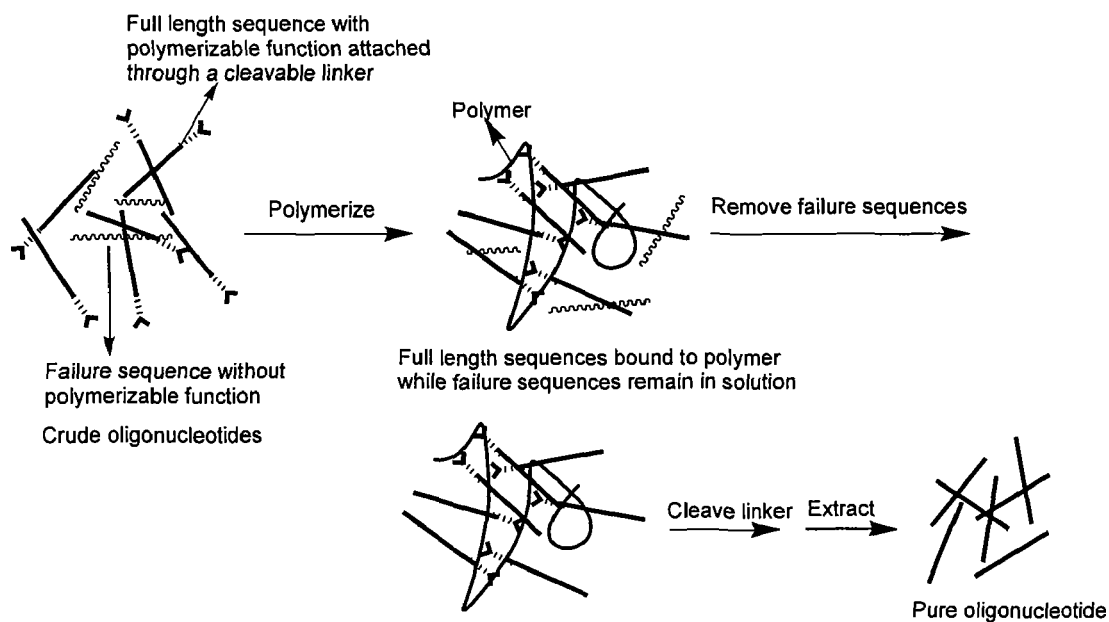 Full length sequence with
polymerizable function attached
through a cleavable linker
Polymer
Polymerize
Remove failure sequences
Failure sequence without
polymerizable function
Crude oligonucleotides
Full length sequences bound to polymer
while failure sequences remain in solution
Cleave linker
Extract
Pure oligonucleotide